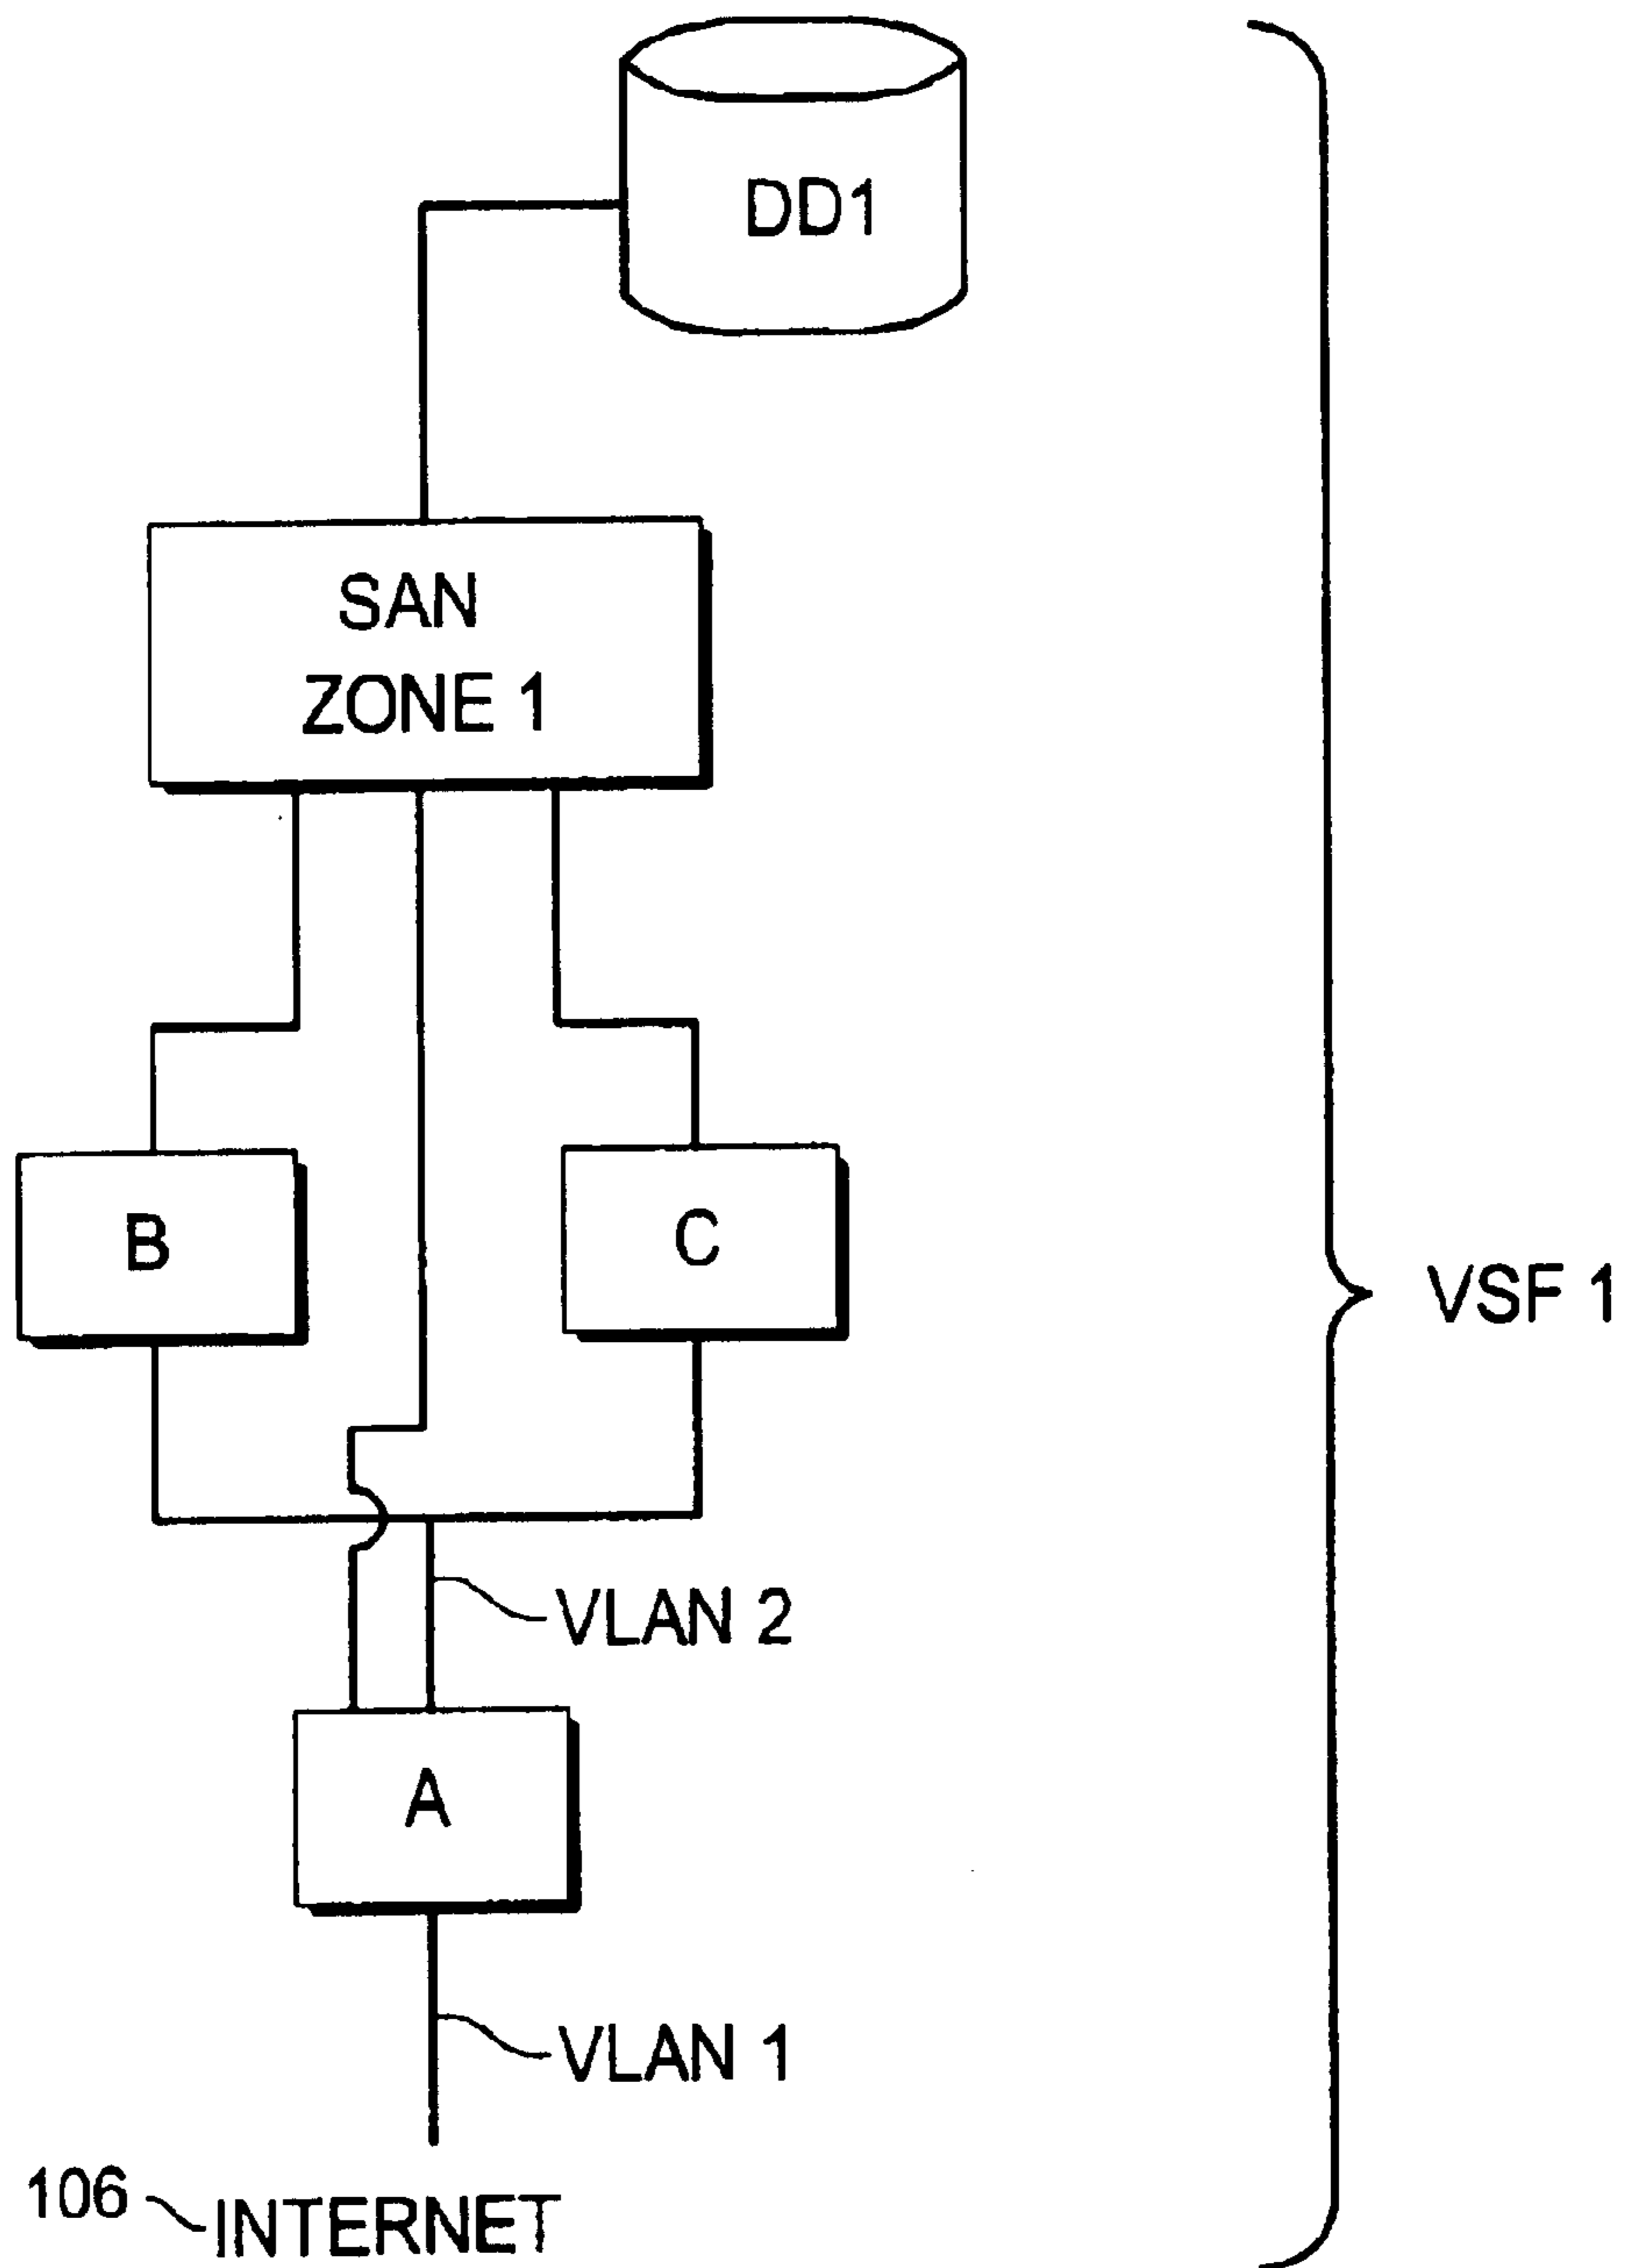 DD1
SAN
ZONE 1
B
C
VSF 1
VLAN 2
A
VLAN 1
106
INTERNET